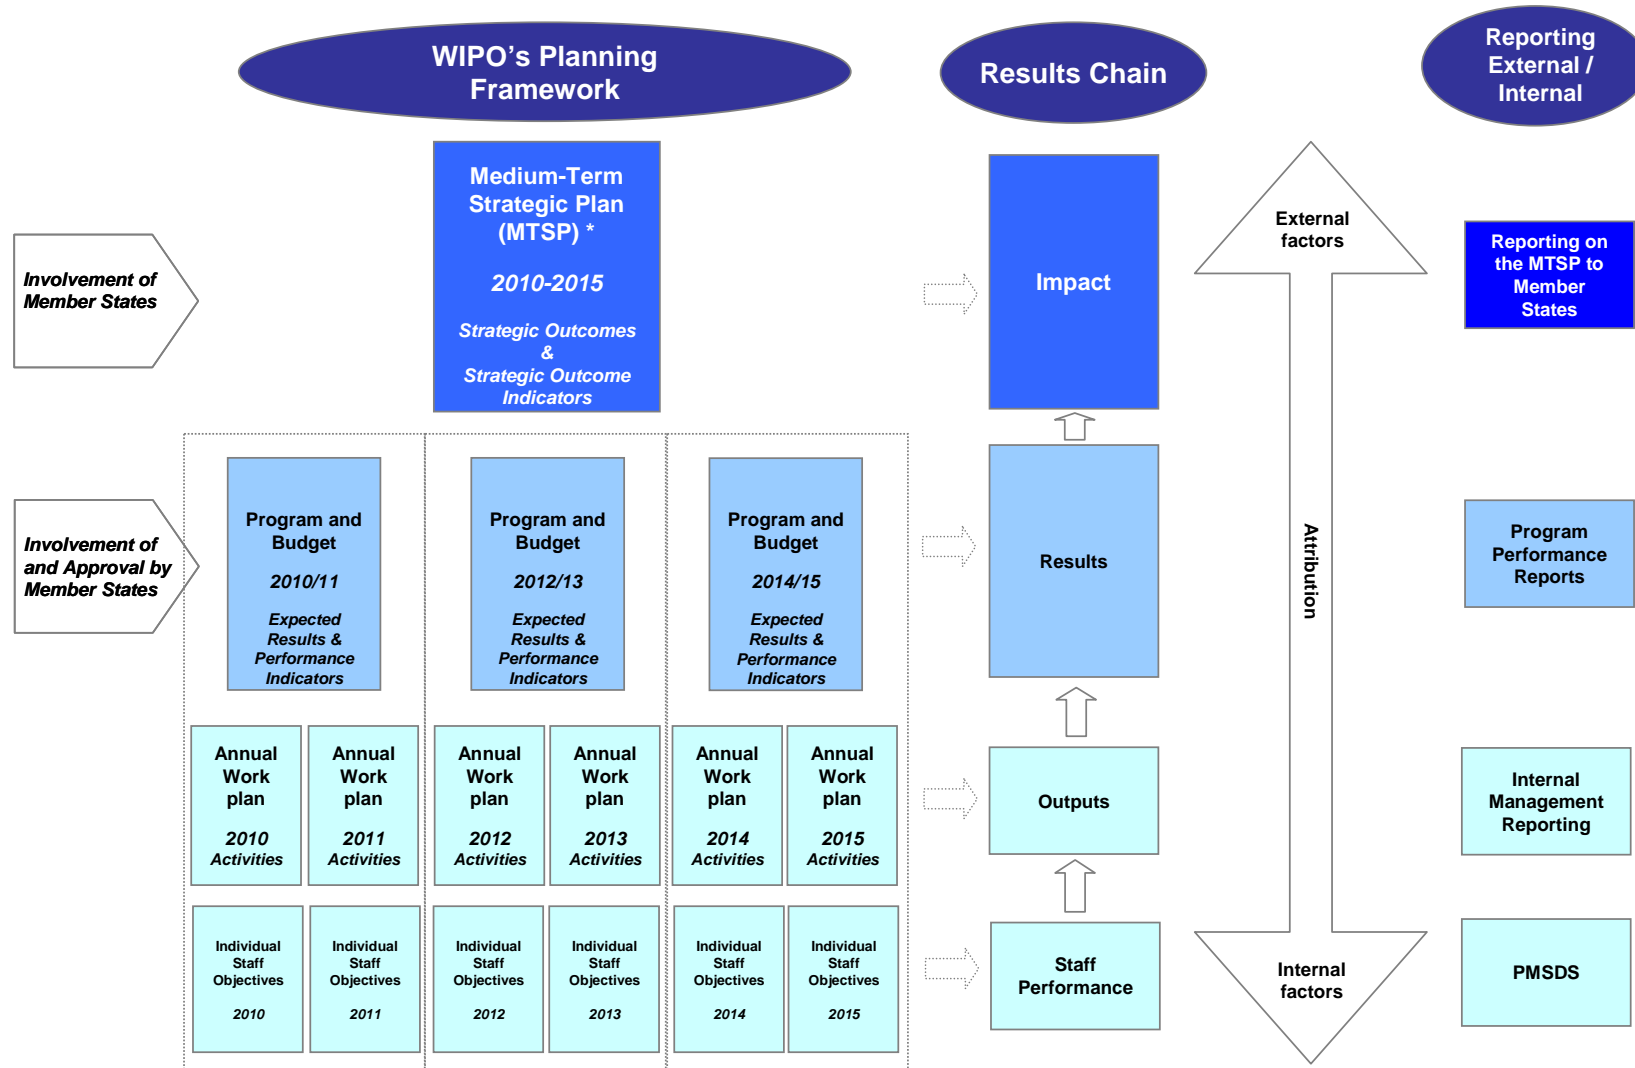 WIPO's Planning
Framework
Results Chain
Reporting
External /
Internal
Medium-Term
Strategic Plan
(MTSP) *
2010-2015
Strategic Outcomes
&
Strategic Outcome
Indicators
Involvement of
Member States
Impact
External
factors
Reporting on
the MTSP to
Member
States
Involvement of
and Approval by
Member States
Program and
Budget
2010/11
Expected
Results &
Performance
Indicators
Program and
Budget
2012/13
Expected
Results &
Performance
Indicators
Program and
Budget
2014/15
Expected
Results &
Performance
Indicators
Results
Attribution
Program
Performance
Reports
Annual
Work
plan
2010
Activities
Annual
Work
plan
2011
Activities
Annual
Work
plan
2012
Activities
Annual
Work
plan
2013
Activities
Annual
Work
plan
2014
Activities
Annual
Work
plan
2015
Activities
Outputs
Internal
Management
Reporting
Individual
Staff
Objectives
2010
Individual
Staff
Objectives
2011
Individual
Staff
Objectives
2012
Individual
Staff
Objectives
2013
Individual
Staff
Objectives
2014
Individual
Staff
Objectives
2015
Staff
Performance
Internal
factors
PMSDS